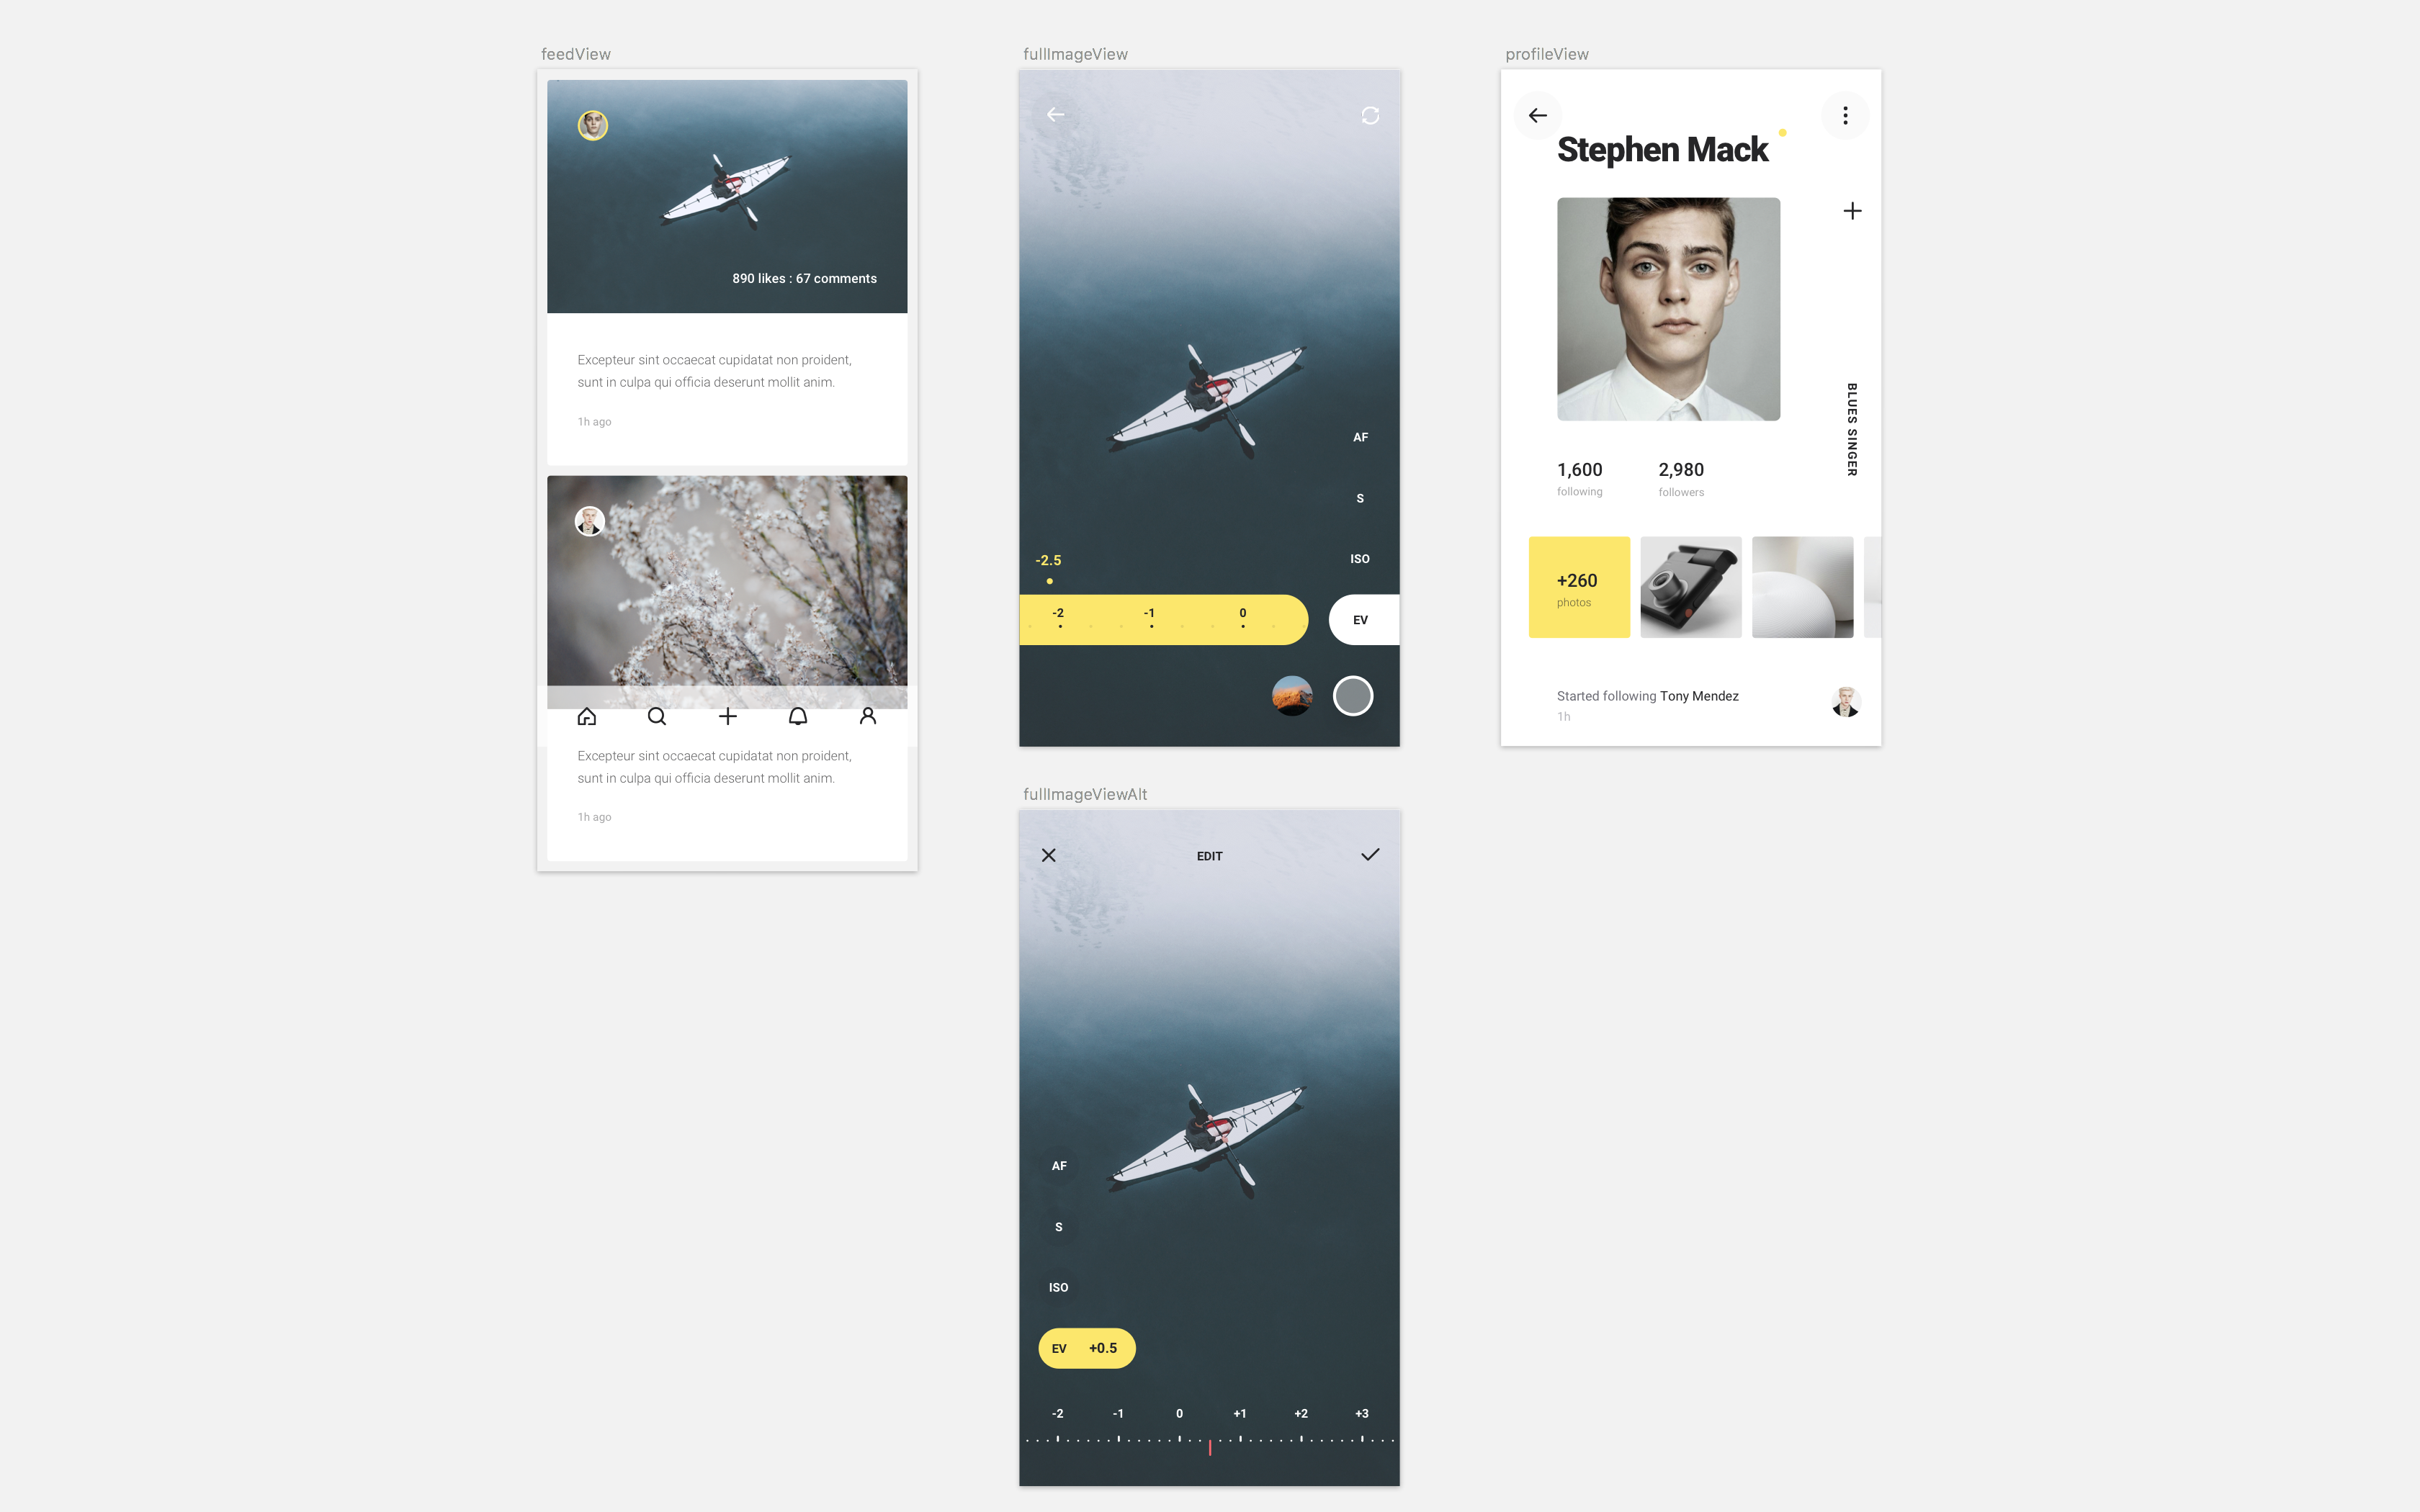 feedView
890 likes : 67 comments
Excepteur sint occaecat cupidatat non proident,
sunt in culpa qui officia deserunt mollit anim.
1h ago
Excepteur sint occaecat cupidatat non proident,
sunt in culpa qui officia deserunt mollit anim.
1h ago
fullImageView
AF
S
ISO
-2.5
-2 -1 0
EV
fullImageViewAlt
EDIT
AF
S
ISO
EV +0.5
-2 -1 0 +1 +2 +3
profileView
Stephen Mack
BLUES SINGER
1,600 2,980
following followers
+260
photos
Started following Tony Mendez
1h